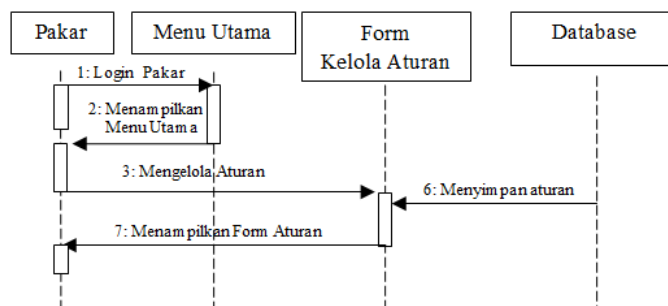 Pakar
Menu Utama
Form
Kelola Aturan
Database
1: Login Pakar
2: Menampilkan
Menu Utama
3: Mengelola Aturan
6: Menyimpan aturan
7: Menampilkan Form Aturan